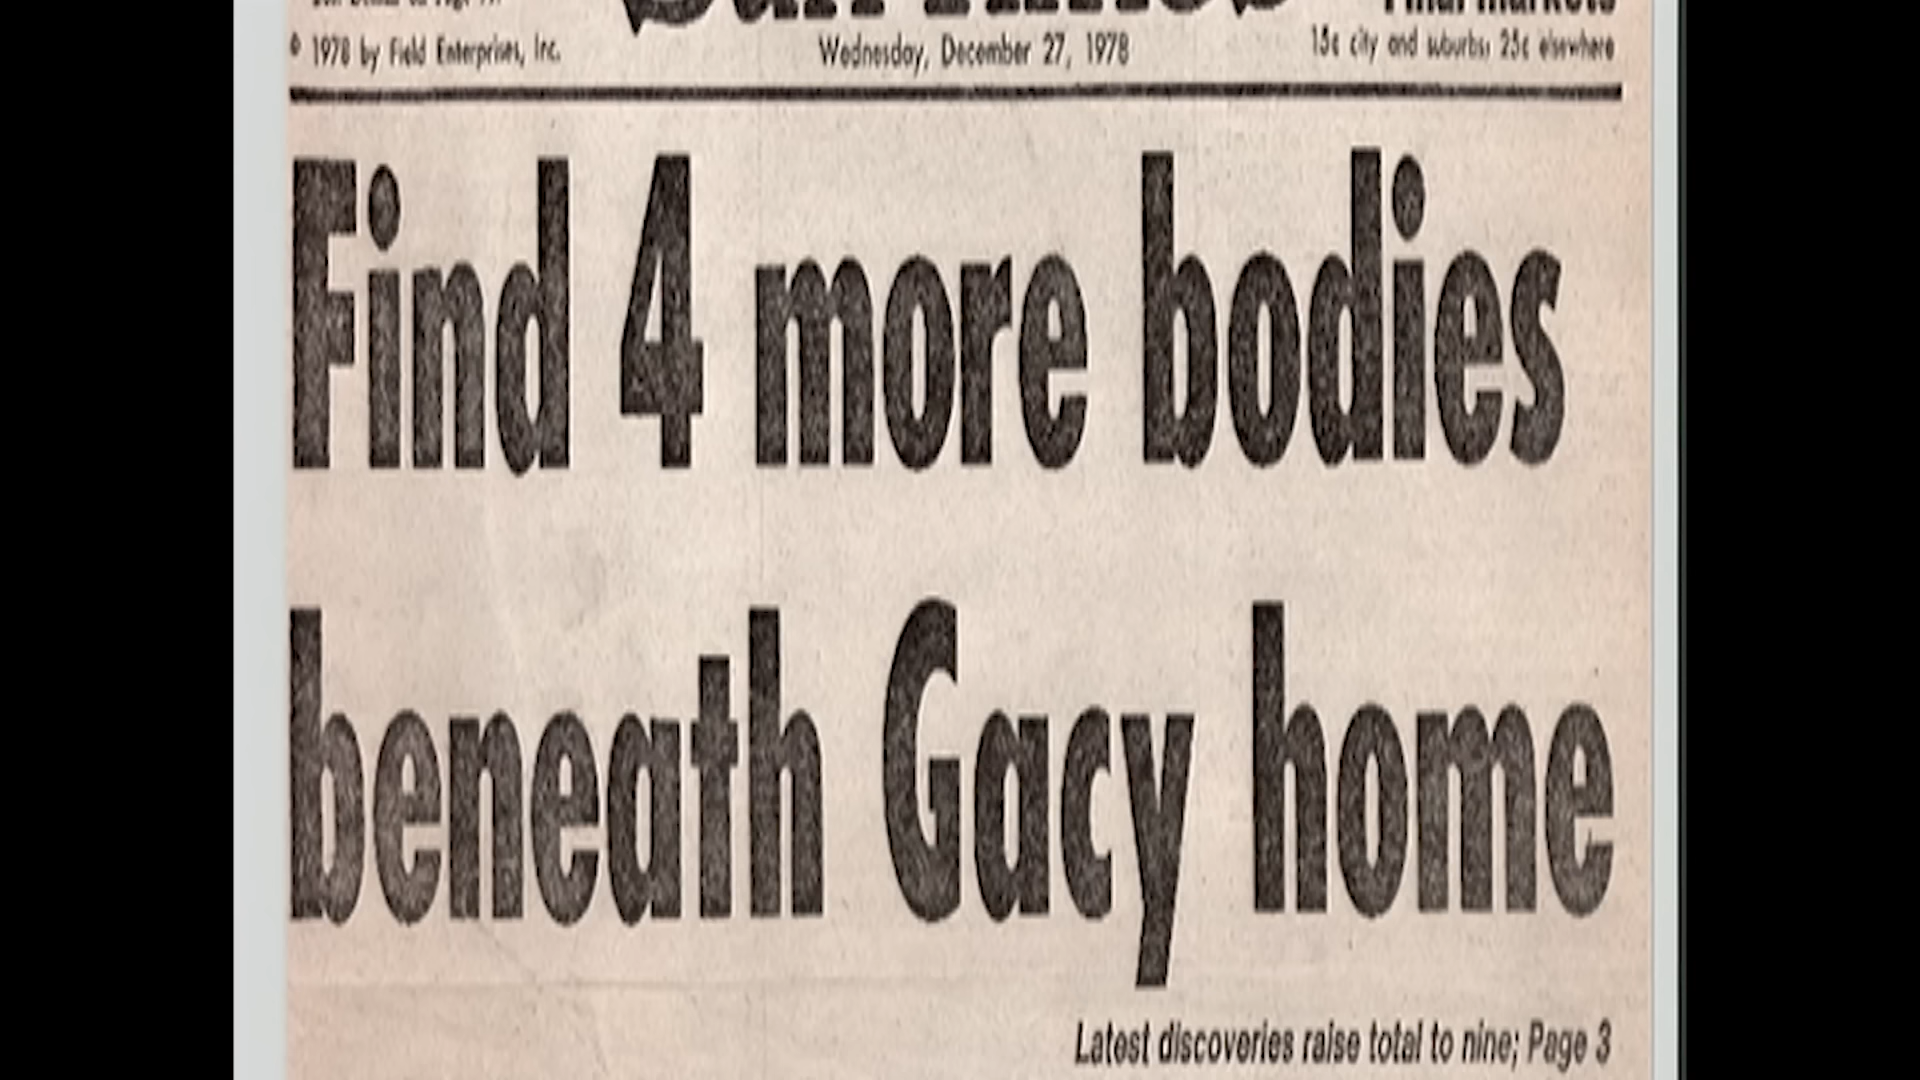 © 1978 by Field Enterprises, Inc. Wednesday, December 27, 1978 15¢ city and suburbs; 25¢ elsewhere
Find 4 more bodies
beneath Gacy home
Latest discoveries raise total to nine; Page 3